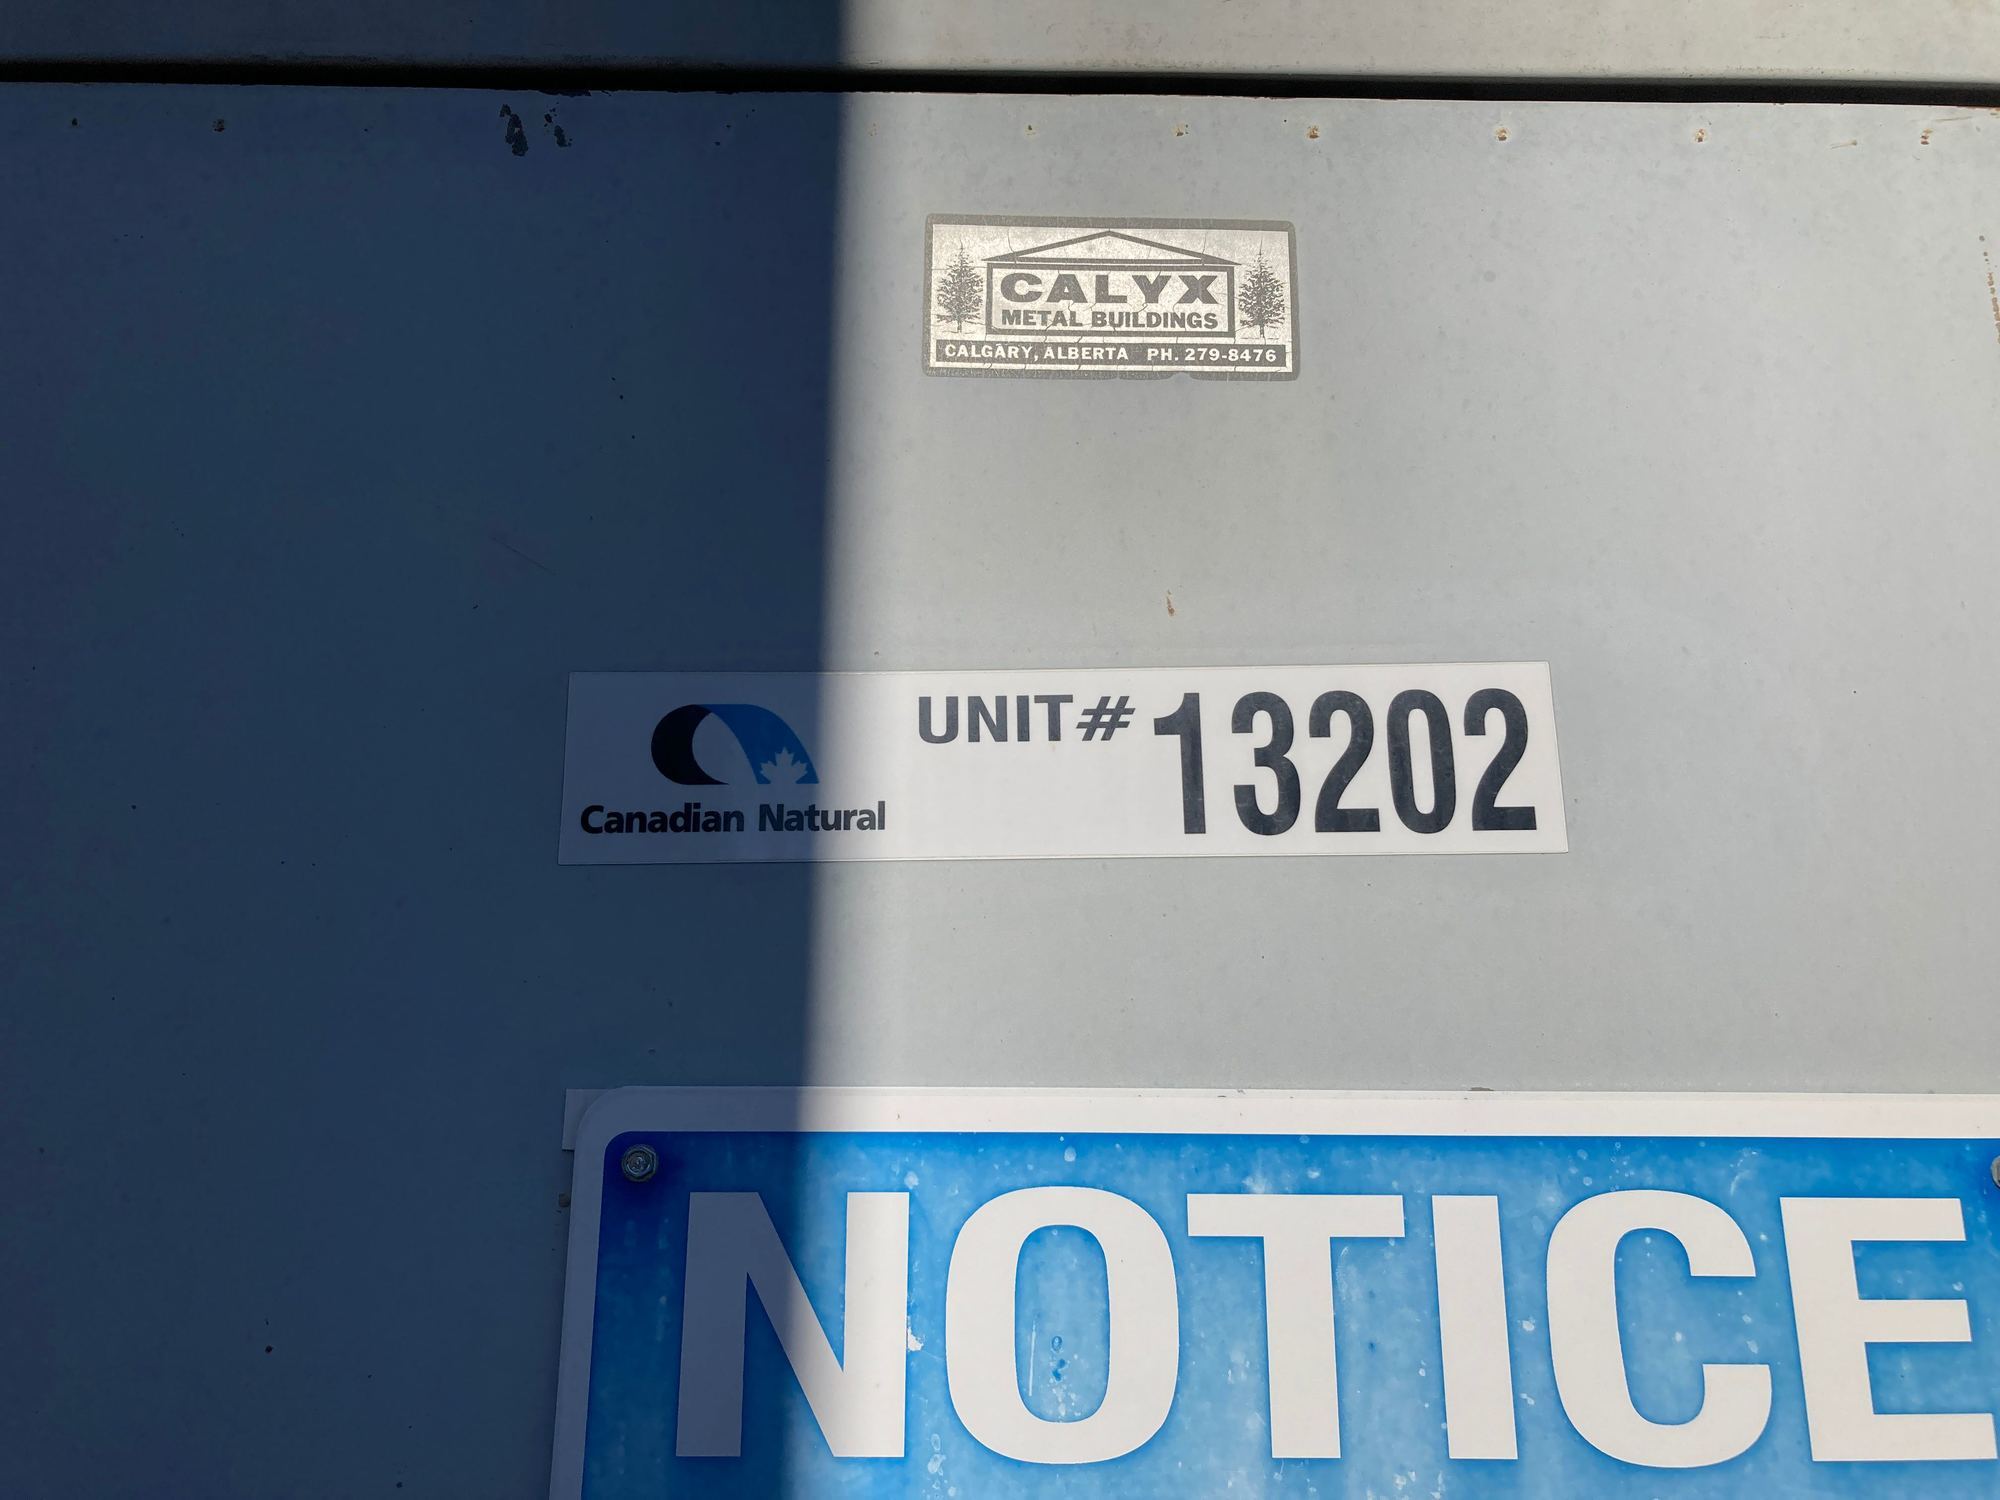 CALYX
METAL BUILDINGS
CALGARY, ALBERTA PH. 279-8476
UNIT# 13202
Canadian Natural
NOTICE